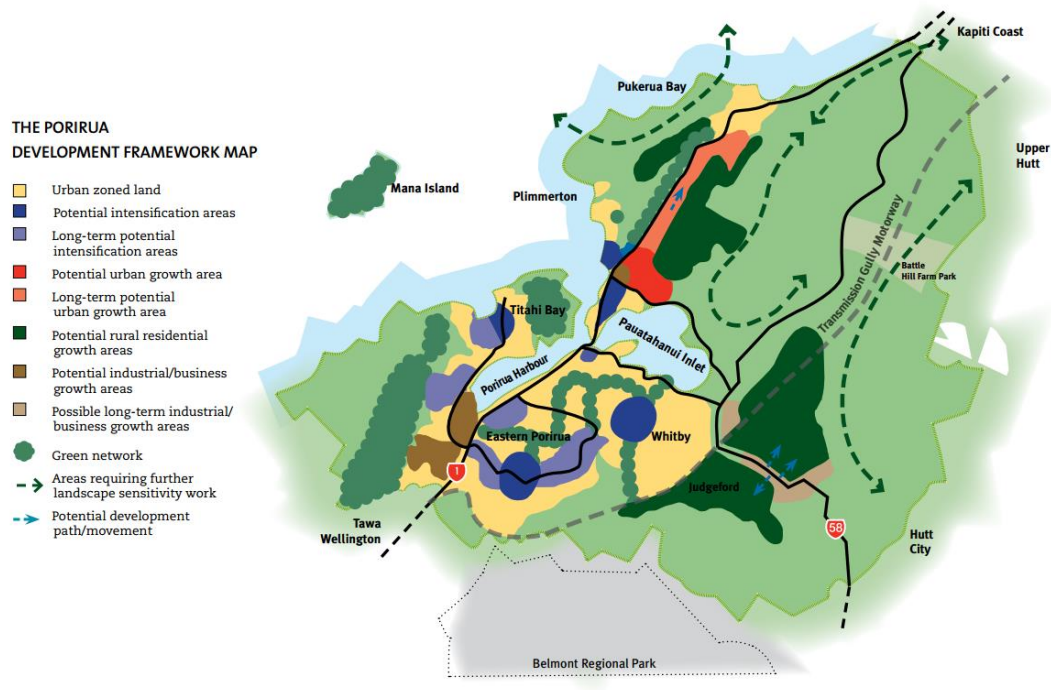 THE PORIRUA
DEVELOPMENT FRAMEWORK MAP
Urban zoned land
Potential intensification areas
Long-term potential
intensification areas
Potential urban growth area
Long-term potential
urban growth area
Potential rural residential
growth areas
Potential industrial/business
growth areas
Possible long-term industrial/
business growth areas
Green network
Areas requiring further
landscape sensitivity work
Potential development
path/movement
Kapiti Coast
Pukerua Bay
Upper
Hutt
Mana Island
Plimmerton
Transmission Gully Motorway
Battle
Hill Farm Park
Titahi Bay
Pauatahanui Inlet
Porirua Harbour
Eastern Porirua
Whitby
1
Judgeford
Tawa
Wellington
58
Hutt
City
Belmont Regional Park